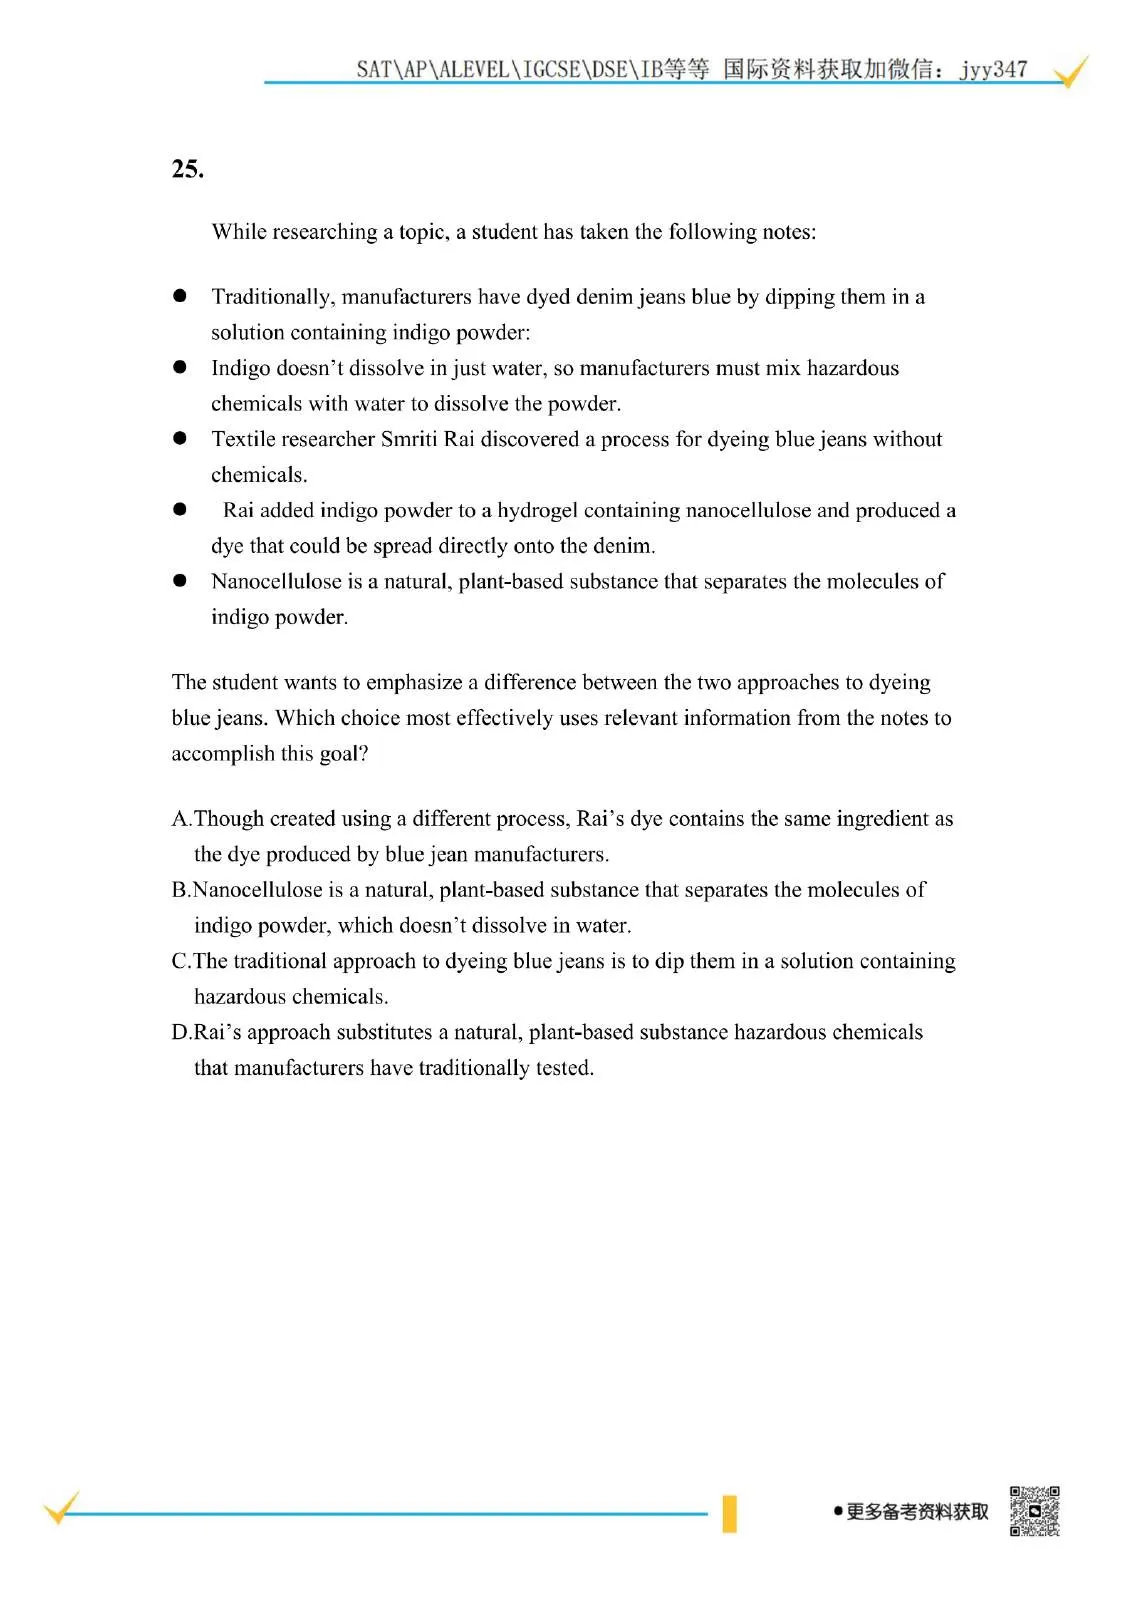 SAT\AP\ALEVEL\IGCSE\DSE\IB等等 国际资料获取加微信：jyy347
25.
While researching a topic, a student has taken the following notes:
● Traditionally, manufacturers have dyed denim jeans blue by dipping them in a
solution containing indigo powder:
● Indigo doesn’t dissolve in just water, so manufacturers must mix hazardous
chemicals with water to dissolve the powder.
● Textile researcher Smriti Rai discovered a process for dyeing blue jeans without
chemicals.
● Rai added indigo powder to a hydrogel containing nanocellulose and produced a
dye that could be spread directly onto the denim.
● Nanocellulose is a natural, plant-based substance that separates the molecules of
indigo powder.
The student wants to emphasize a difference between the two approaches to dyeing
blue jeans. Which choice most effectively uses relevant information from the notes to
accomplish this goal?
A.Though created using a different process, Rai’s dye contains the same ingredient as
the dye produced by blue jean manufacturers.
B.Nanocellulose is a natural, plant-based substance that separates the molecules of
indigo powder, which doesn’t dissolve in water.
C.The traditional approach to dyeing blue jeans is to dip them in a solution containing
hazardous chemicals.
D.Rai’s approach substitutes a natural, plant-based substance hazardous chemicals
that manufacturers have traditionally tested.
●更多备考资料获取